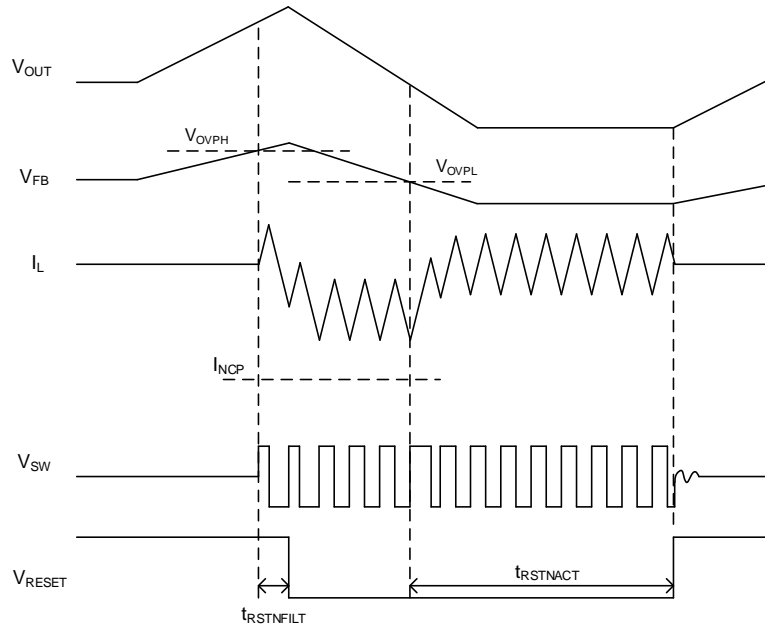 VOUT
VOVPH
VFB
VOVPL
IL
INCP
VSW
tRSTNACT
VRESET
tRSTNFILT